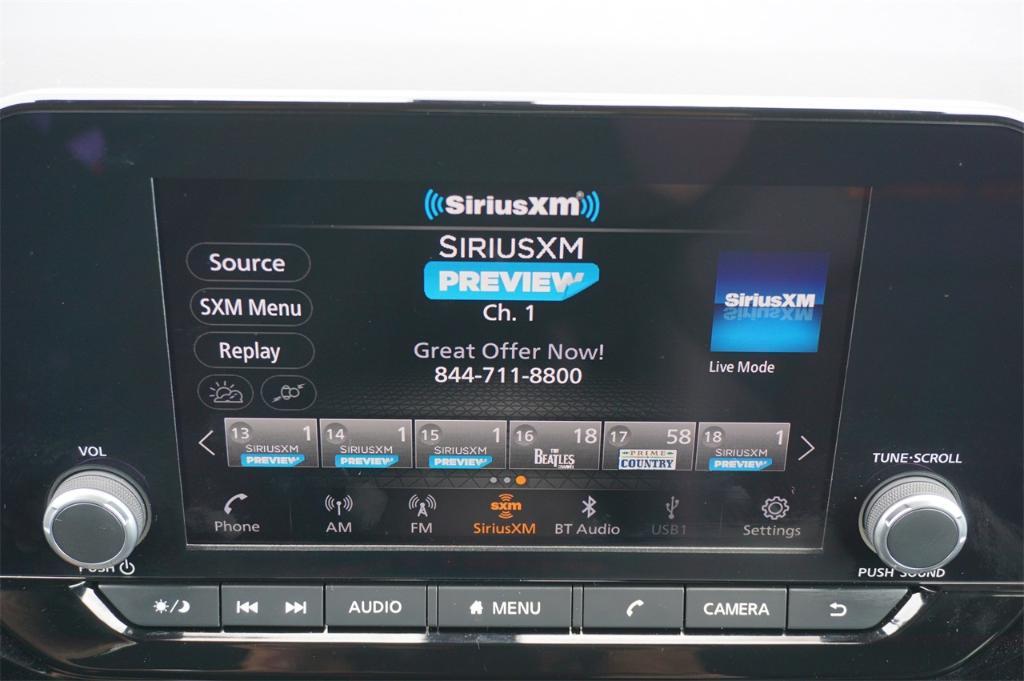 ((SiriusXM))
SIRIUSXM
PREVIEW
Ch. 1
Great Offer Now!
844-711-8800
Source
SXM Menu
Replay
SiriusXM
Live Mode
13 1
SIRIUSXM
PREVIEW
14 1
SIRIUSXM
PREVIEW
15 1
SIRIUSXM
PREVIEW
16 18
THE
BEATLES
CHANNEL
17 58
PRIME
COUNTRY
18 1
SIRIUSXM
PREVIEW
Phone
AM
FM
sxm
SiriusXM
BT Audio
USB1
Settings
VOL
PUSH
TUNE·SCROLL
PUSH SOUND
AUDIO
MENU
CAMERA